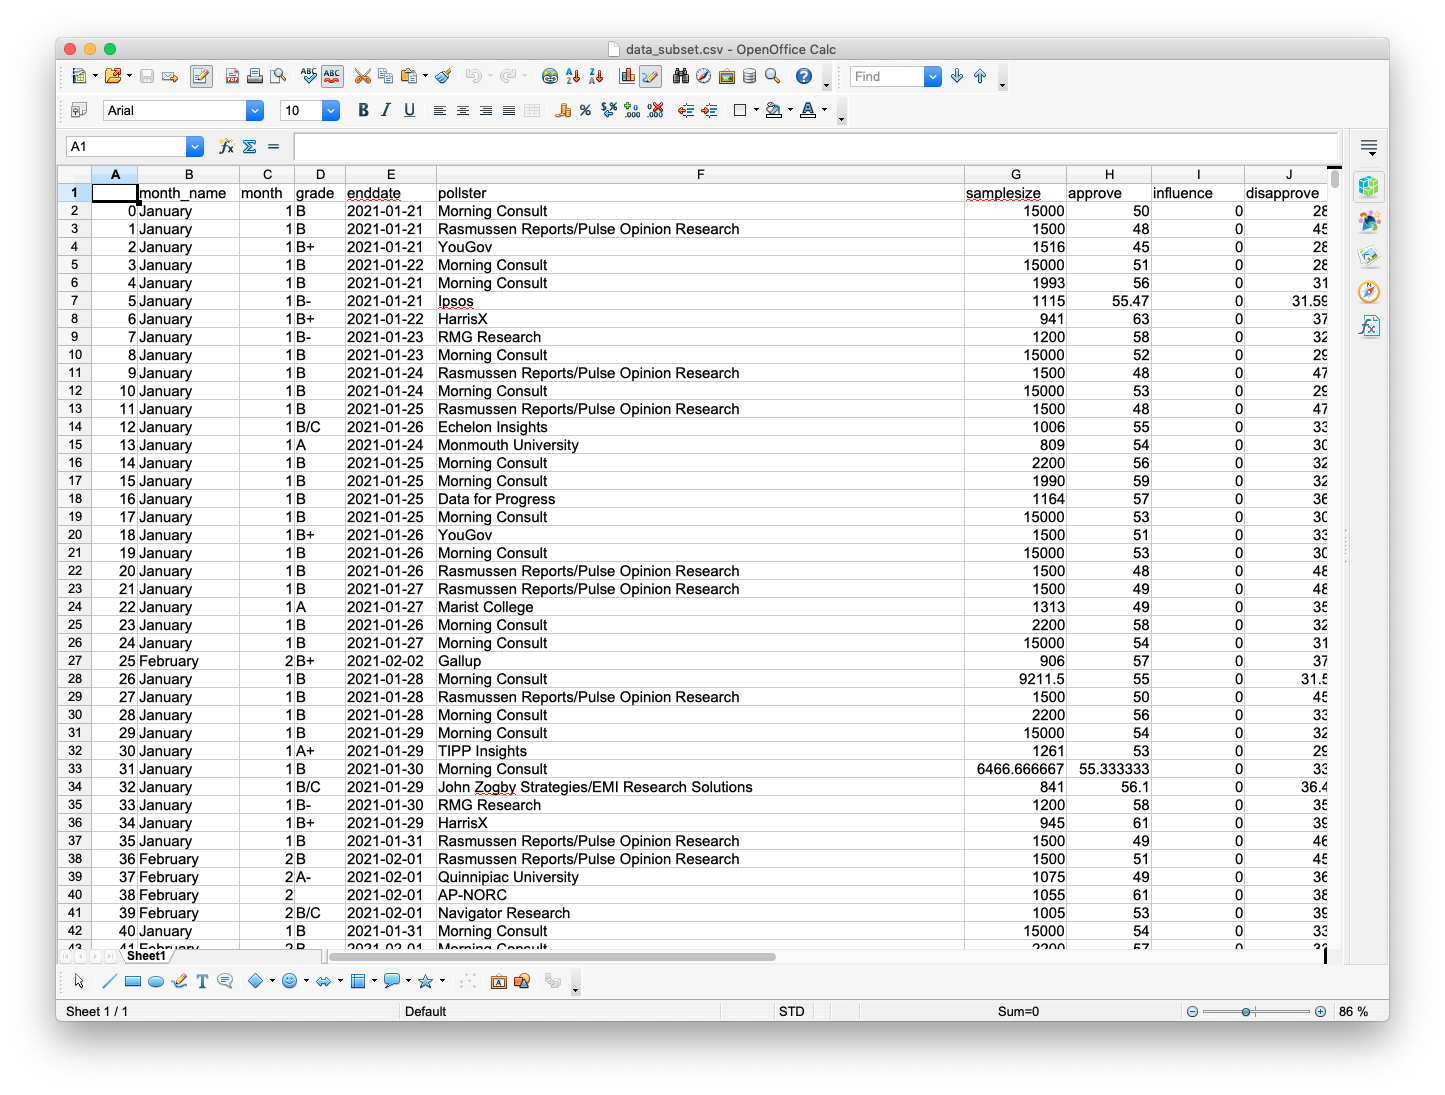 data_subset.csv - OpenOffice Calc
Find
Arial 10 B I U
A1
A B C D E F G H I J
1 month_name month grade enddate pollster samplesize approve influence disapprove
2 0 January 1 B 2021-01-21 Morning Consult 15000 50 0 28
3 1 January 1 B 2021-01-21 Rasmussen Reports/Pulse Opinion Research 1500 48 0 45
4 2 January 1 B+ 2021-01-21 YouGov 1516 45 0 28
5 3 January 1 B 2021-01-22 Morning Consult 15000 51 0 28
6 4 January 1 B 2021-01-21 Morning Consult 1993 56 0 31
7 5 January 1 B- 2021-01-21 Ipsos 1115 55.47 0 31.59
8 6 January 1 B+ 2021-01-22 HarrisX 941 63 0 37
9 7 January 1 B- 2021-01-23 RMG Research 1200 58 0 32
10 8 January 1 B 2021-01-23 Morning Consult 15000 52 0 29
11 9 January 1 B 2021-01-24 Rasmussen Reports/Pulse Opinion Research 1500 48 0 47
12 10 January 1 B 2021-01-24 Morning Consult 15000 53 0 29
13 11 January 1 B 2021-01-25 Rasmussen Reports/Pulse Opinion Research 1500 48 0 47
14 12 January 1 B/C 2021-01-26 Echelon Insights 1006 55 0 33
15 13 January 1 A 2021-01-24 Monmouth University 809 54 0 30
16 14 January 1 B 2021-01-25 Morning Consult 2200 56 0 32
17 15 January 1 B 2021-01-25 Morning Consult 1990 59 0 32
18 16 January 1 B 2021-01-25 Data for Progress 1164 57 0 36
19 17 January 1 B 2021-01-25 Morning Consult 15000 53 0 30
20 18 January 1 B+ 2021-01-26 YouGov 1500 51 0 33
21 19 January 1 B 2021-01-26 Morning Consult 15000 53 0 30
22 20 January 1 B 2021-01-26 Rasmussen Reports/Pulse Opinion Research 1500 48 0 48
23 21 January 1 B 2021-01-27 Rasmussen Reports/Pulse Opinion Research 1500 49 0 48
24 22 January 1 A 2021-01-27 Marist College 1313 49 0 35
25 23 January 1 B 2021-01-26 Morning Consult 2200 58 0 32
26 24 January 1 B 2021-01-27 Morning Consult 15000 54 0 31
27 25 February 2 B+ 2021-02-02 Gallup 906 57 0 37
28 26 January 1 B 2021-01-28 Morning Consult 9211.5 55 0 31.5
29 27 January 1 B 2021-01-28 Rasmussen Reports/Pulse Opinion Research 1500 50 0 45
30 28 January 1 B 2021-01-28 Morning Consult 2200 56 0 33
31 29 January 1 B 2021-01-29 Morning Consult 15000 54 0 32
32 30 January 1 A+ 2021-01-29 TIPP Insights 1261 53 0 29
33 31 January 1 B 2021-01-30 Morning Consult 6466.666667 55.333333 0 33
34 32 January 1 B/C 2021-01-29 John Zogby Strategies/EMI Research Solutions 841 56.1 0 36.4
35 33 January 1 B- 2021-01-30 RMG Research 1200 58 0 35
36 34 January 1 B+ 2021-01-29 HarrisX 945 61 0 39
37 35 January 1 B 2021-01-31 Rasmussen Reports/Pulse Opinion Research 1500 49 0 46
38 36 February 2 B 2021-02-01 Rasmussen Reports/Pulse Opinion Research 1500 51 0 45
39 37 February 2 A- 2021-02-01 Quinnipiac University 1075 49 0 36
40 38 February 2 2021-02-01 AP-NORC 1055 61 0 38
41 39 February 2 B/C 2021-02-01 Navigator Research 1005 53 0 39
42 40 January 1 B 2021-01-31 Morning Consult 15000 54 0 33
43 41 February 2 B 2021-02-01 Morning Consult 2200 57 0
Sheet1
Sheet 1 / 1 Default STD Sum=0 86 %